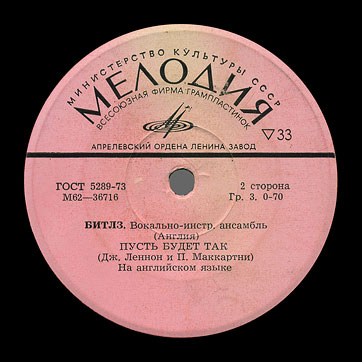 МИНИСТЕРСТВО КУЛЬТУРЫ СССР
МЕЛОДИЯ
ВСЕСОЮЗНАЯ ФИРМА ГРАМПЛАСТИНОК
▽33
АПРЕЛЕВСКИЙ ОРДЕНА ЛЕНИНА ЗАВОД
ГОСТ 5289-73
М62—36716
2 сторона
Гр. 3. 0-70
БИТЛЗ. Вокально-инстр. ансамбль
(Англия)
ПУСТЬ БУДЕТ ТАК
(Дж. Леннон и П. Маккартни)
На английском языке